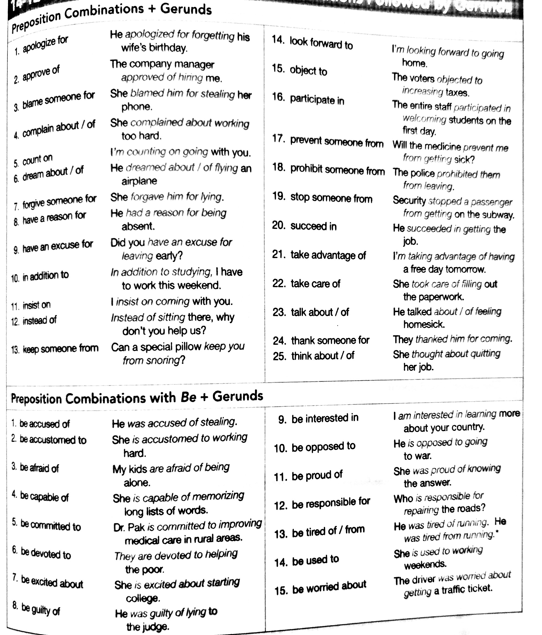 Preposition Combinations + Gerunds
1. apologize for He apologized for forgetting his
wife's birthday.
2. approve of The company manager
approved of hiring me.
3. blame someone for She blamed him for stealing her
phone.
4. complain about / of She complained about working
too hard.
5. count on I'm counting on going with you.
6. dream about / of He dreamed about / of flying an
airplane
7. forgive someone for She forgave him for lying.
8. have a reason for He had a reason for being
absent.
9. have an excuse for Did you have an excuse for
leaving early?
10. in addition to In addition to studying, I have
to work this weekend.
11. insist on I insist on coming with you.
12. instead of Instead of sitting there, why
don't you help us?
13. keep someone from Can a special pillow keep you
from snoring?
14. look forward to I'm looking forward to going
home.
15. object to The voters objected to
increasing taxes.
16. participate in The entire staff participated in
welcoming students on the
first day.
17. prevent someone from Will the medicine prevent me
from getting sick?
18. prohibit someone from The police prohibited them
from leaving.
19. stop someone from Security stopped a passenger
from getting on the subway.
20. succeed in He succeeded in getting the
job.
21. take advantage of I'm taking advantage of having
a free day tomorrow.
22. take care of She took care of filling out
the paperwork.
23. talk about / of He talked about / of feeling
homesick.
24. thank someone for They thanked him for coming.
25. think about / of She thought about quitting
her job.
Preposition Combinations with Be + Gerunds
1. be accused of He was accused of stealing.
2. be accustomed to She is accustomed to working
hard.
3. be afraid of My kids are afraid of being
alone.
4. be capable of She is capable of memorizing
long lists of words.
5. be committed to Dr. Pak is committed to improving
medical care in rural areas.
6. be devoted to They are devoted to helping
the poor.
7. be excited about She is excited about starting
college.
8. be guilty of He was guilty of lying to
the judge.
9. be interested in I am interested in learning more
about your country.
10. be opposed to He is opposed to going
to war.
11. be proud of She was proud of knowing
the answer.
12. be responsible for Who is responsible for
repairing the roads?
13. be tired of / from He was tired of running. He
was tired from running.*
14. be used to She is used to working
weekends.
15. be worried about The driver was worried about
getting a traffic ticket.